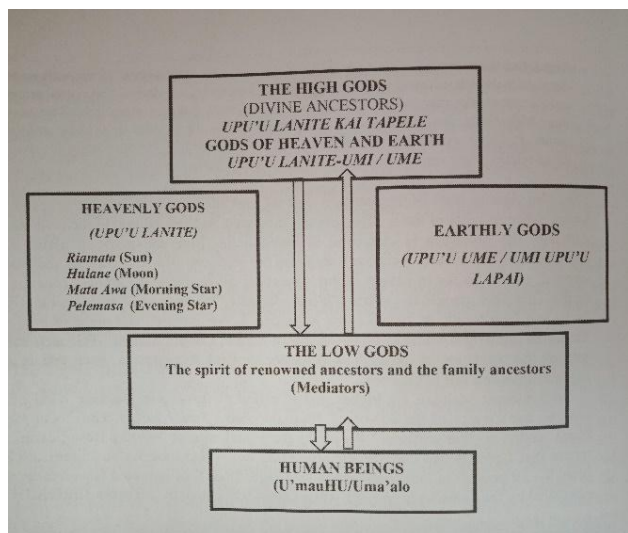 THE HIGH GODS
(DIVINE ANCESTORS)
UPU'U LANITE KAI TAPELE
GODS OF HEAVEN AND EARTH
UPU'U LANITE-UMI / UME
HEAVENLY GODS
(UPU'U LANITE)
Riamata (Sun)
Hulane (Moon)
Mata Awa (Morning Star)
Pelemasa (Evening Star)
EARTHLY GODS
(UPU'U UME / UMI UPU'U
LAPAI)
THE LOW GODS
The spirit of renowned ancestors and the family ancestors
(Mediators)
HUMAN BEINGS
(U'mauHU/Uma'alo